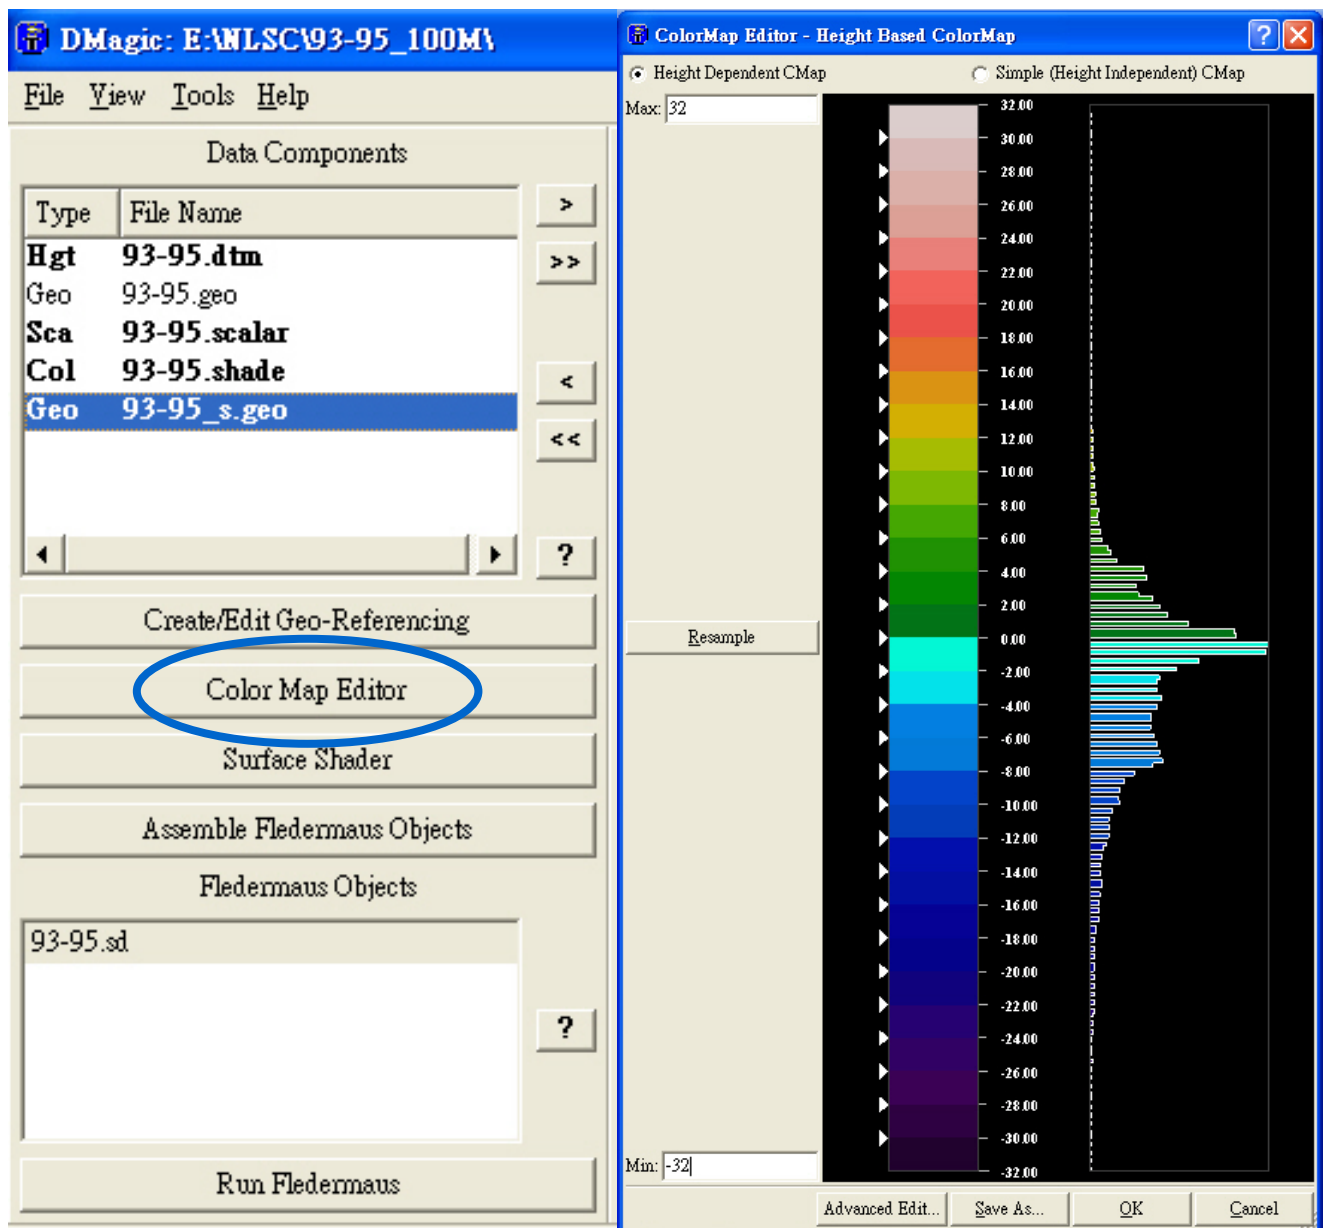 DMagic: E:\NLSC\93-95_100M\
File View Tools Help
Data Components
Type File Name
Hgt 93-95.dtm
Geo 93-95.geo
Sca 93-95.scalar
Col 93-95.shade
Geo 93-95_s.geo
>
>>
<
<<
?
Create/Edit Geo-Referencing
Color Map Editor
Surface Shader
Assemble Fledermaus Objects
Fledermaus Objects
93-95.sd
?
Run Fledermaus
ColorMap Editor - Height Based ColorMap
Height Dependent CMap
Simple (Height Independent) CMap
Max: 32
Resample
Min: -32
32.00
30.00
28.00
26.00
24.00
22.00
20.00
18.00
16.00
14.00
12.00
10.00
8.00
6.00
4.00
2.00
0.00
-2.00
-4.00
-6.00
-8.00
-10.00
-12.00
-14.00
-16.00
-18.00
-20.00
-22.00
-24.00
-26.00
-28.00
-30.00
-32.00
Advanced Edit... Save As... OK Cancel